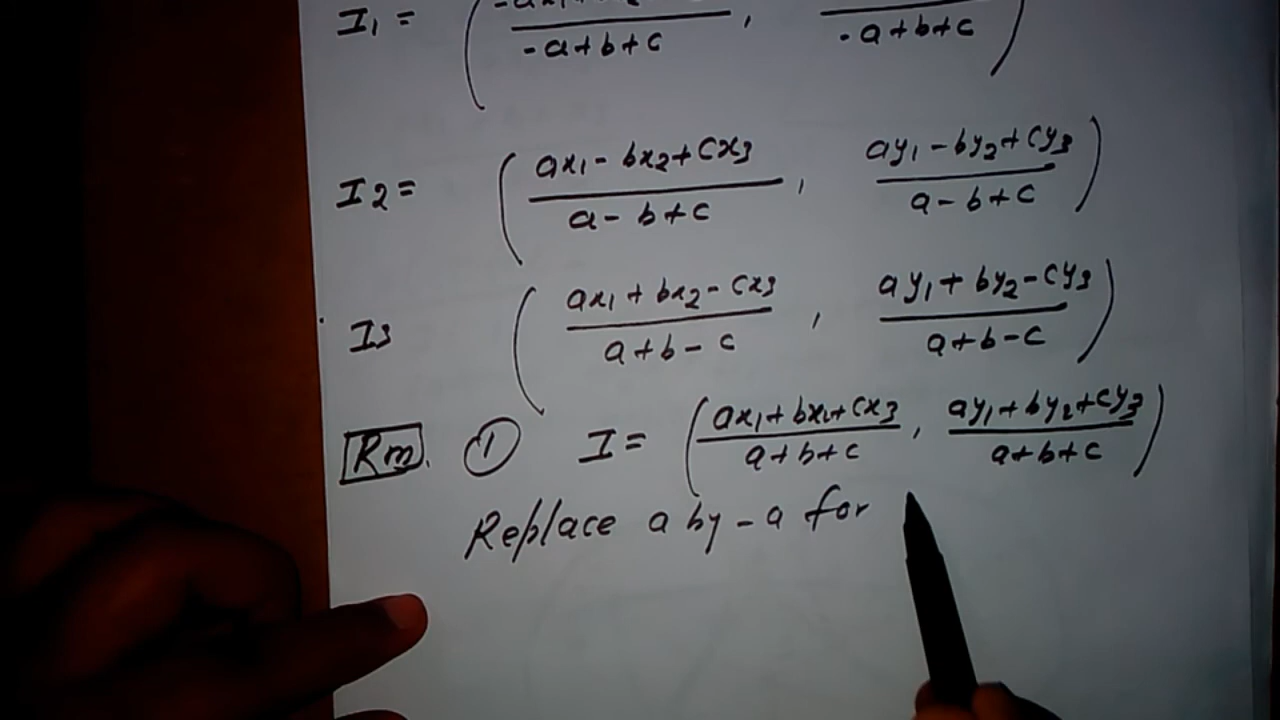 I1 = ( / -a+b+c , / -a+b+c )
I2 = ( ax1 - bx2 + cx3 / a - b + c , ay1 - by2 + cy3 / a - b + c )
I3 ( ax1 + bx2 - cx3 / a + b - c , ay1 + by2 - cy3 / a + b - c )
Rm. ① I = ( ax1 + bx2 + cx3 / a + b + c , ay1 + by2 + cy3 / a + b + c )
Replace a by - a for